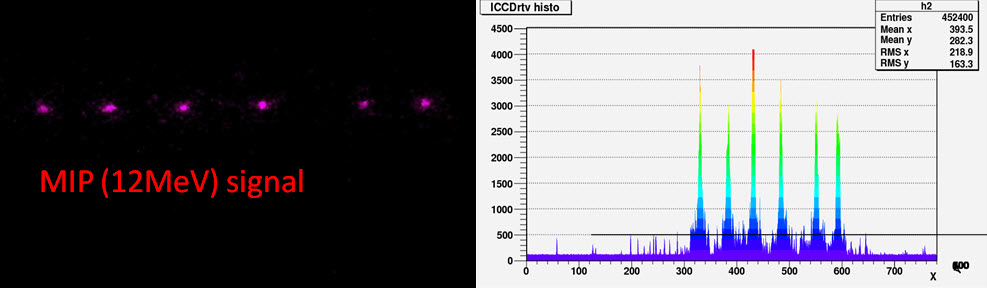 MIP (12MeV) signal
ICCDrtv histo
h2
Entries 452400
Mean x 393.5
Mean y 282.3
RMS x 218.9
RMS y 163.3
4500
4000
3500
3000
2500
2000
1500
1000
500
0
0 100 200 300 400 500 600 700
X